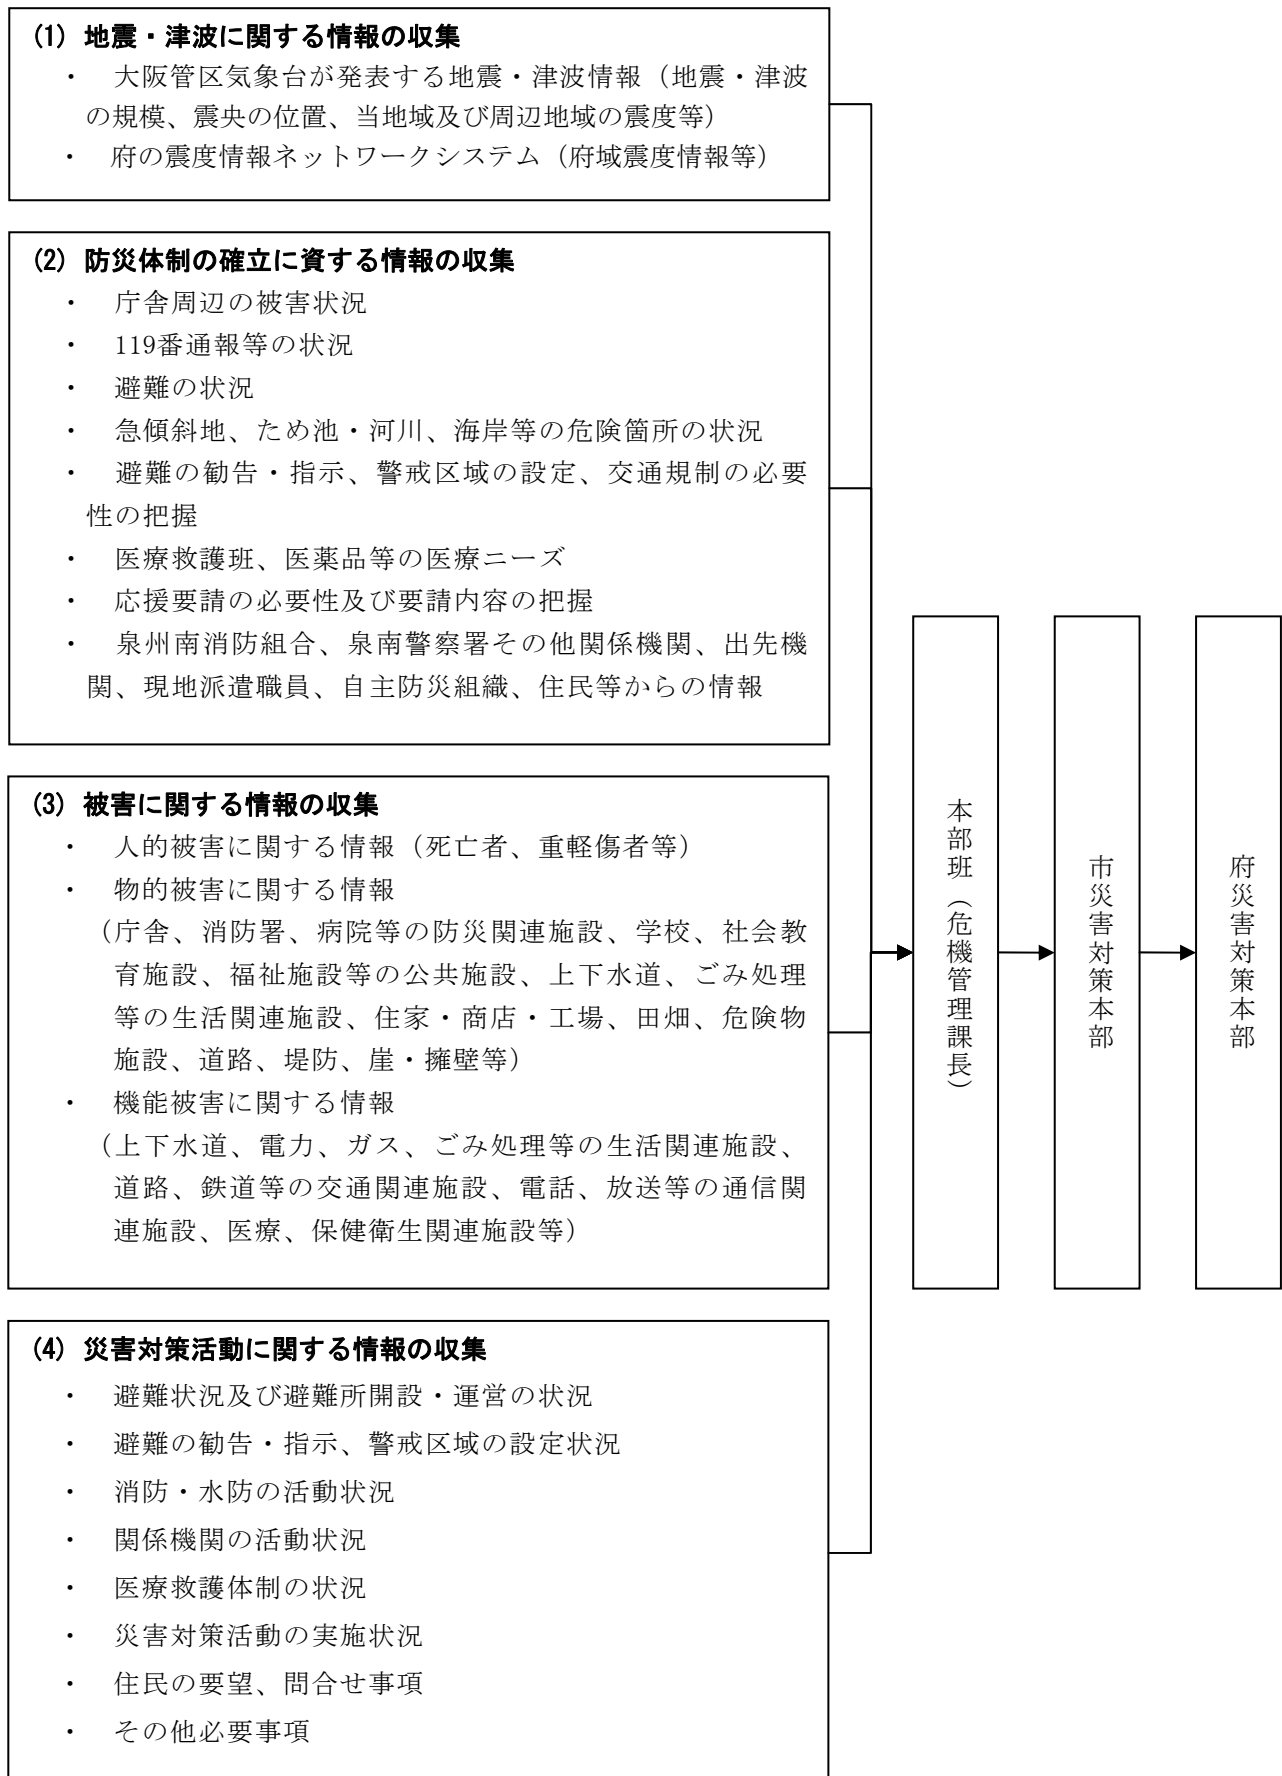 (1) 地震・津波に関する情報の収集
・ 大阪管区気象台が発表する地震・津波情報（地震・津波
の規模、震央の位置、当地域及び周辺地域の震度等）
・ 府の震度情報ネットワークシステム（府域震度情報等）
(2) 防災体制の確立に資する情報の収集
・ 庁舎周辺の被害状況
・ 119番通報等の状況
・ 避難の状況
・ 急傾斜地、ため池・河川、海岸等の危険箇所の状況
・ 避難の勧告・指示、警戒区域の設定、交通規制の必要
性の把握
・ 医療救護班、医薬品等の医療ニーズ
・ 応援要請の必要性及び要請内容の把握
・ 泉州南消防組合、泉南警察署その他関係機関、出先機
関、現地派遣職員、自主防災組織、住民等からの情報
(3) 被害に関する情報の収集
・ 人的被害に関する情報（死亡者、重軽傷者等）
・ 物的被害に関する情報
（庁舎、消防署、病院等の防災関連施設、学校、社会教
育施設、福祉施設等の公共施設、上下水道、ごみ処理
等の生活関連施設、住家・商店・工場、田畑、危険物
施設、道路、堤防、崖・擁壁等）
・ 機能被害に関する情報
（上下水道、電力、ガス、ごみ処理等の生活関連施設、
道路、鉄道等の交通関連施設、電話、放送等の通信関
連施設、医療、保健衛生関連施設等）
(4) 災害対策活動に関する情報の収集
・ 避難状況及び避難所開設・運営の状況
・ 避難の勧告・指示、警戒区域の設定状況
・ 消防・水防の活動状況
・ 関係機関の活動状況
・ 医療救護体制の状況
・ 災害対策活動の実施状況
・ 住民の要望、問合せ事項
・ その他必要事項
本部班（危機管理課長）
市災害対策本部
府災害対策本部